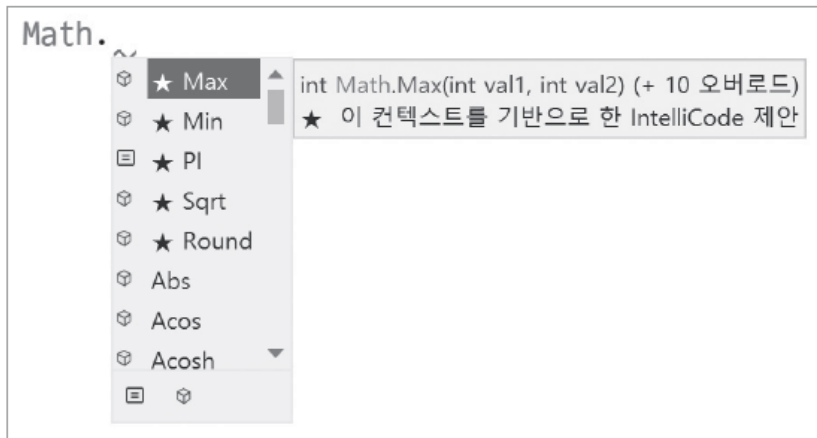 Math.
★ Max
int Math.Max(int val1, int val2) (+ 10 오버로드)
★ 이 컨텍스트를 기반으로 한 IntelliCode 제안
★ Min
★ PI
★ Sqrt
★ Round
Abs
Acos
Acosh